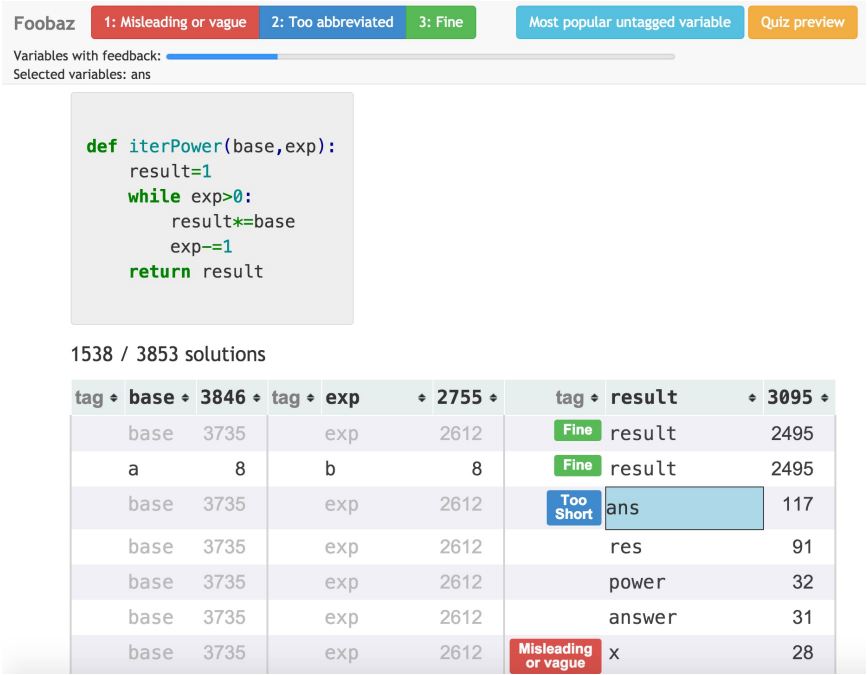 Foobaz 1: Misleading or vague 2: Too abbreviated 3: Fine Most popular untagged variable Quiz preview
Variables with feedback:
Selected variables: ans
def iterPower(base,exp):
    result=1
    while exp>0:
        result*=base
        exp-=1
    return result
1538 / 3853 solutions
tag base 3846 tag exp 2755 tag result 3095
base 3735 exp 2612 Fine result 2495
a 8 b 8 Fine result 2495
base 3735 exp 2612 Too Short ans 117
base 3735 exp 2612 res 91
base 3735 exp 2612 power 32
base 3735 exp 2612 answer 31
base 3735 exp 2612 Misleading or vague x 28